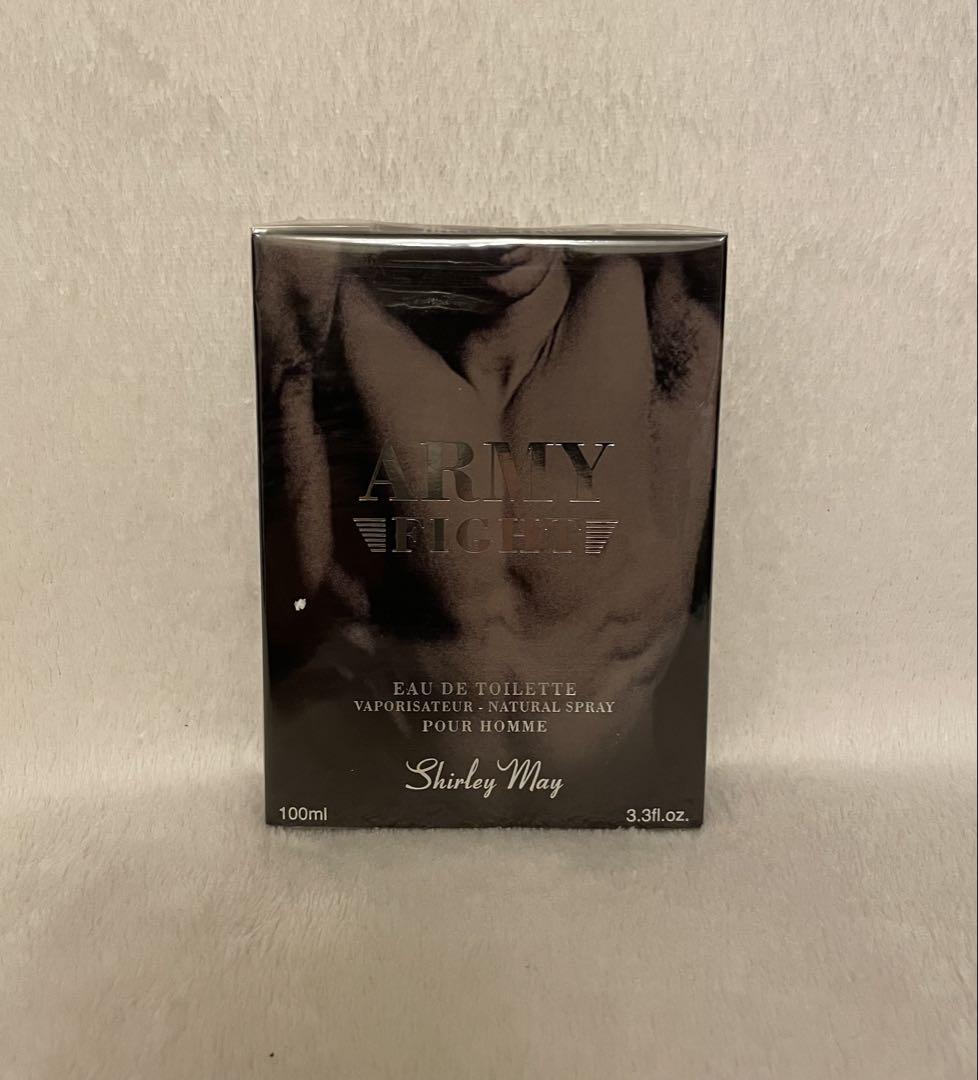 ARMY
FIGHT
EAU DE TOILETTE
VAPORISATEUR - NATURAL SPRAY
POUR HOMME
Shirley May
100ml 3.3fl.oz.